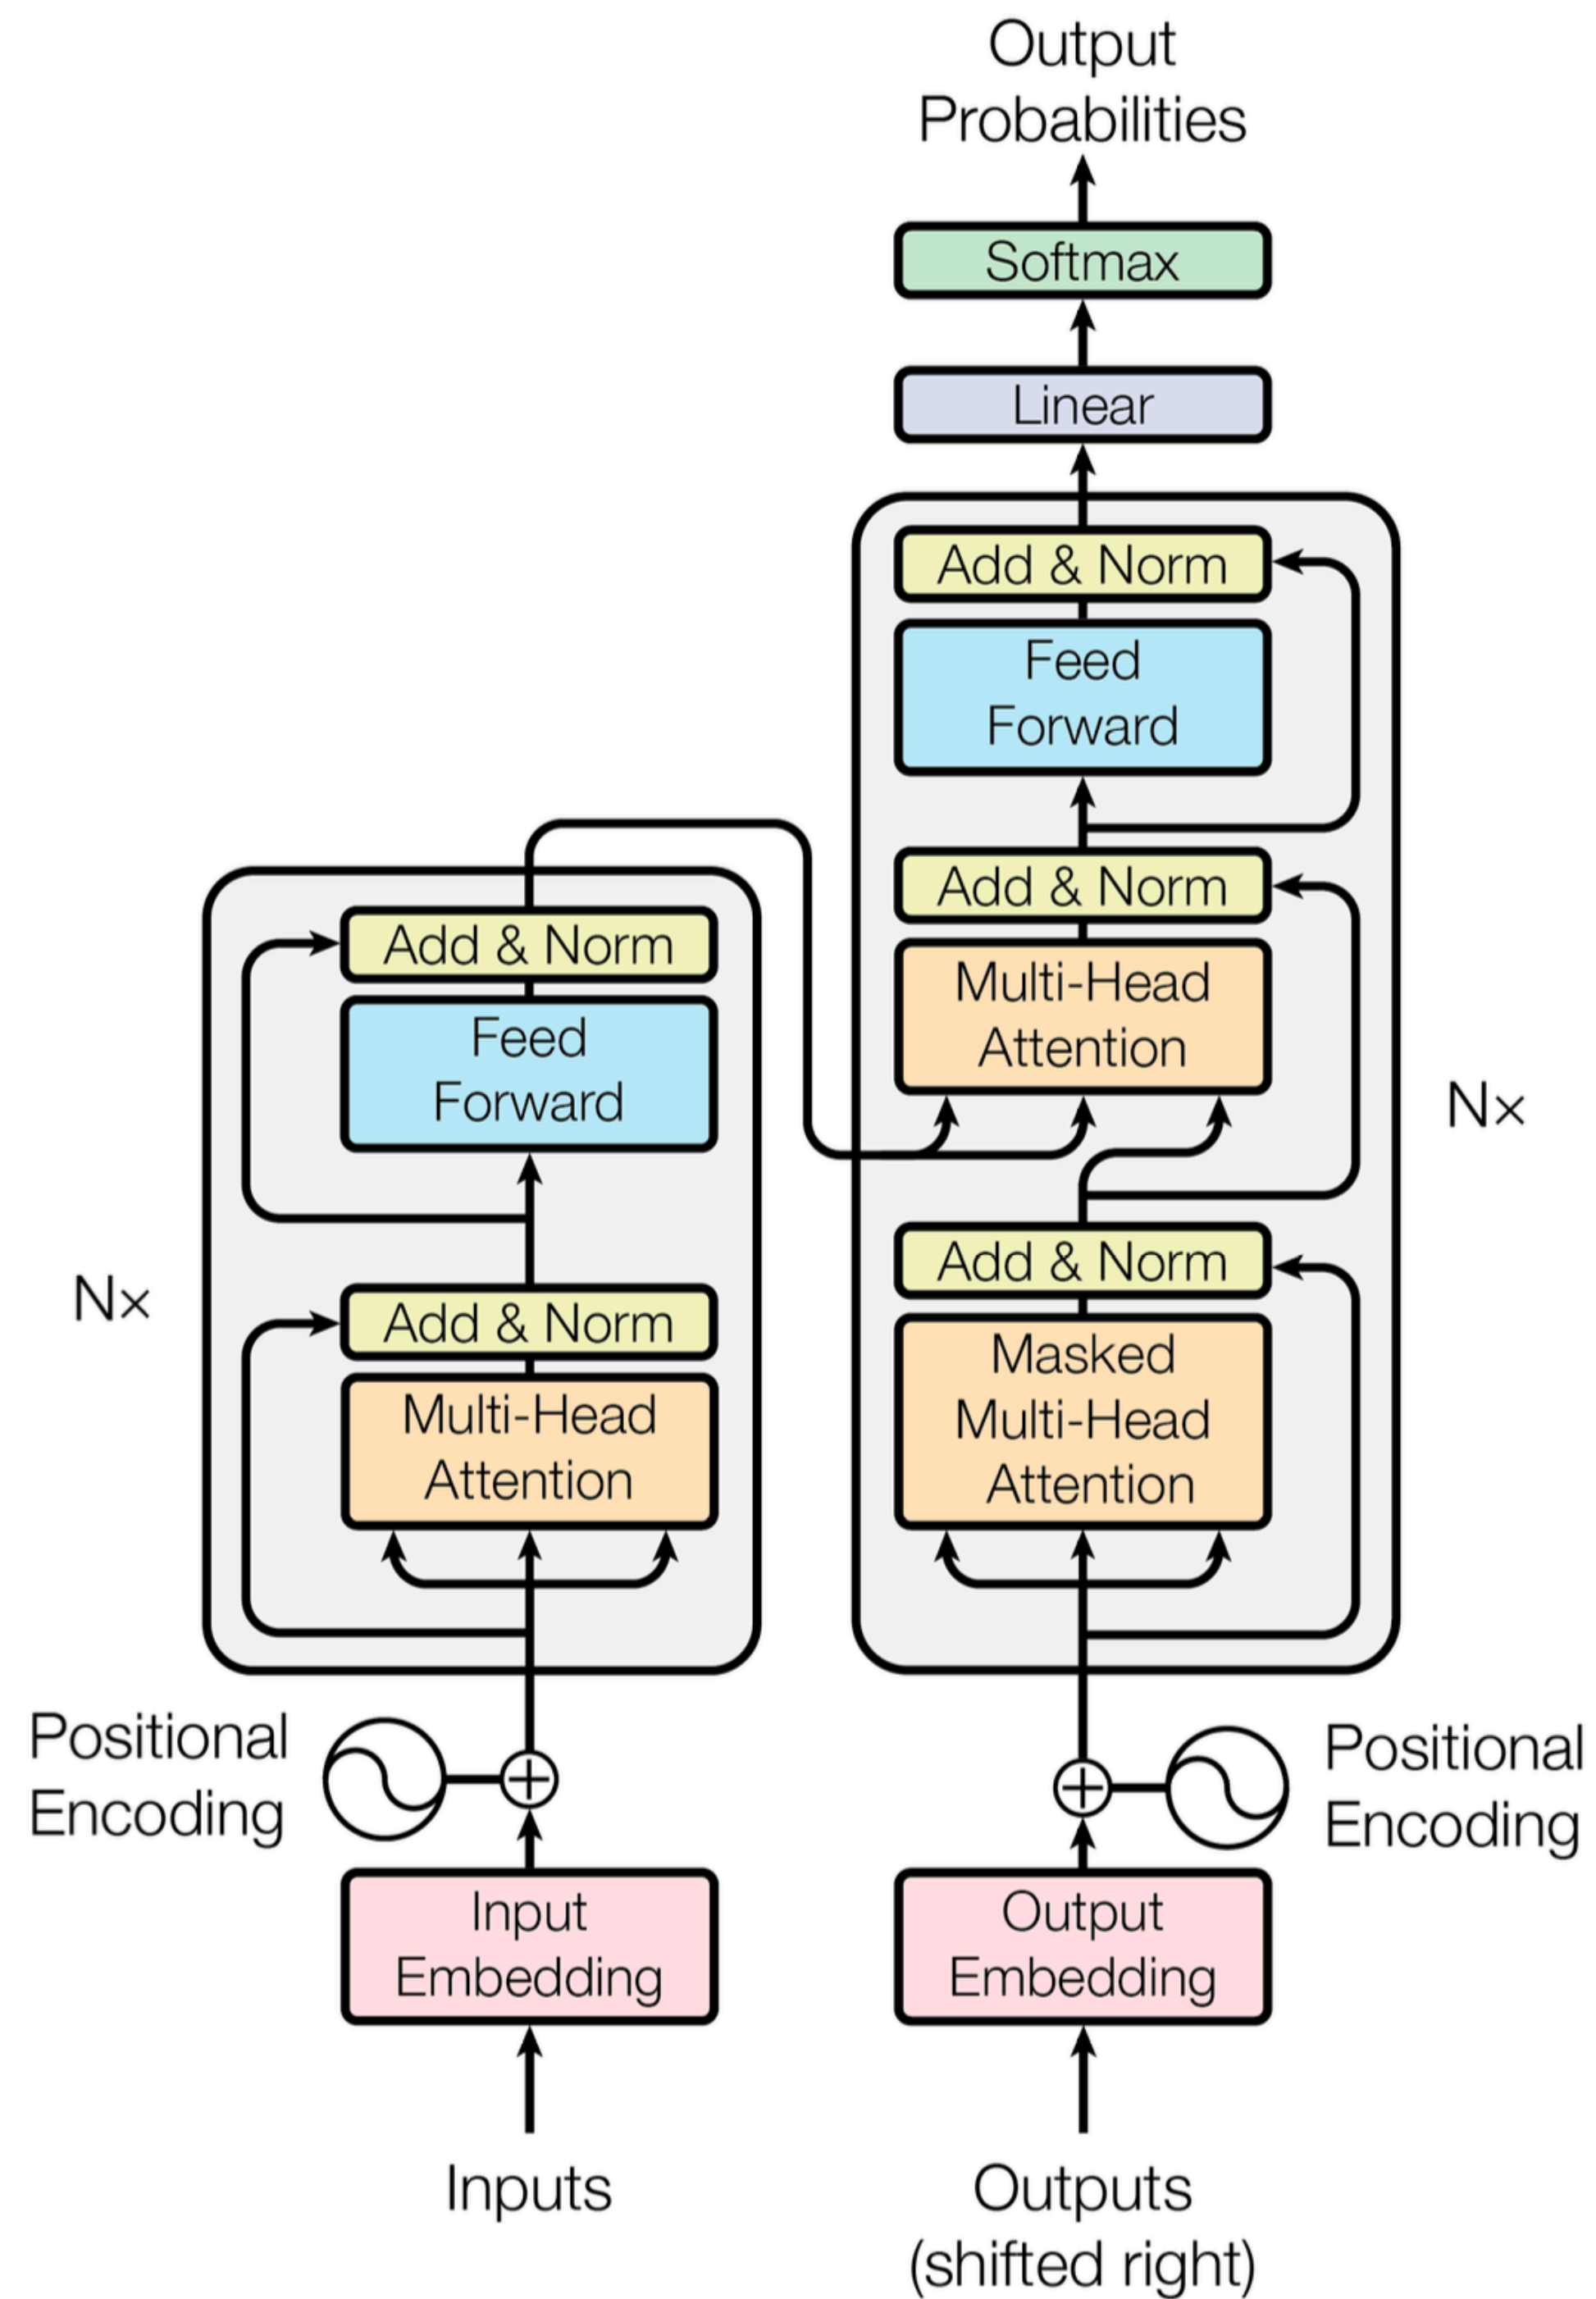 Output
Probabilities
Softmax
Linear
Add & Norm
Feed
Forward
Add & Norm
Multi-Head
Attention
Nx
Add & Norm
Masked
Multi-Head
Attention
Add & Norm
Feed
Forward
Nx
Add & Norm
Multi-Head
Attention
Positional
Encoding
Positional
Encoding
Input
Embedding
Output
Embedding
Inputs
Outputs
(shifted right)